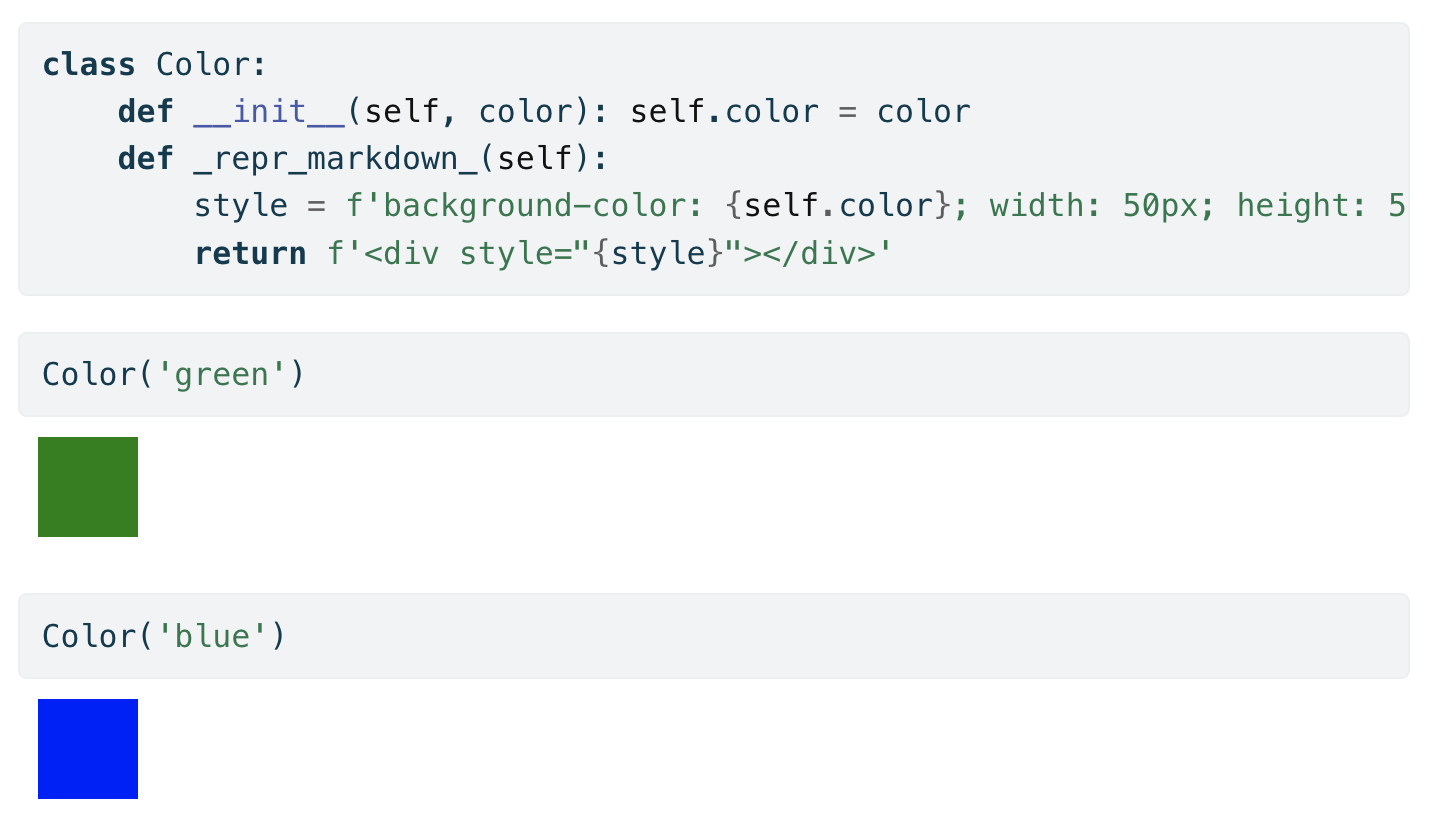 class Color:
    def __init__(self, color): self.color = color
    def _repr_markdown_(self):
        style = f'background-color: {self.color}; width: 50px; height: 5
        return f'<div style="{style}"></div>'
Color('green')
Color('blue')